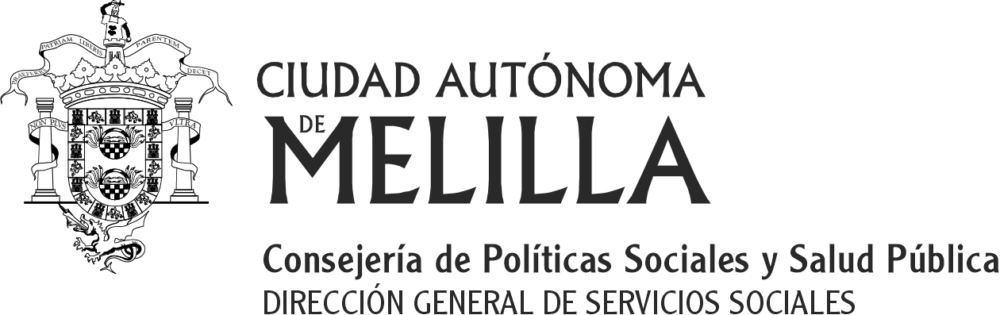 PRAEFERRE PATRIAM LIBERIS PARENTEM DECET
CIUDAD AUTÓNOMA
DE
MELILLA
NON PLVS VLTRA
Consejería de Políticas Sociales y Salud Pública
DIRECCIÓN GENERAL DE SERVICIOS SOCIALES